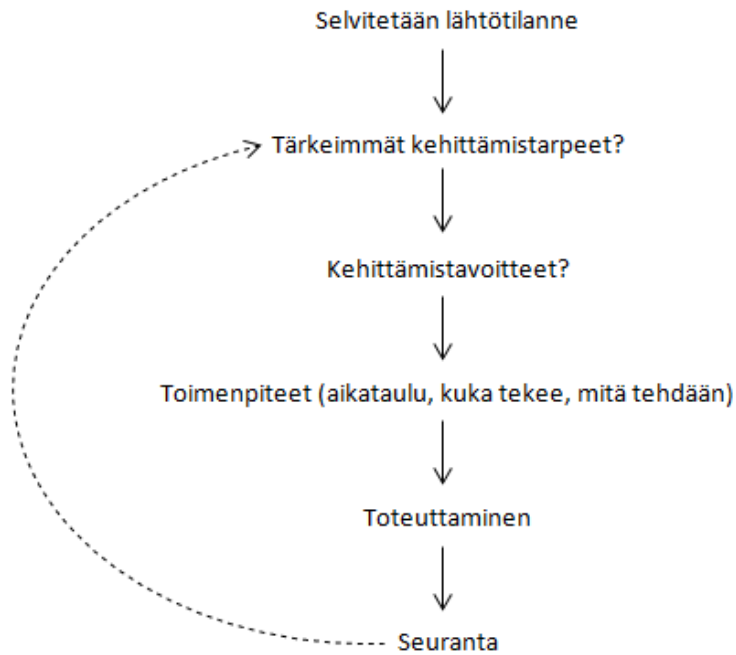 Selvitetään lähtötilanne
Tärkeimmät kehittämistarpeet?
Kehittämistavoitteet?
Toimenpiteet (aikataulu, kuka tekee, mitä tehdään)
Toteuttaminen
Seuranta